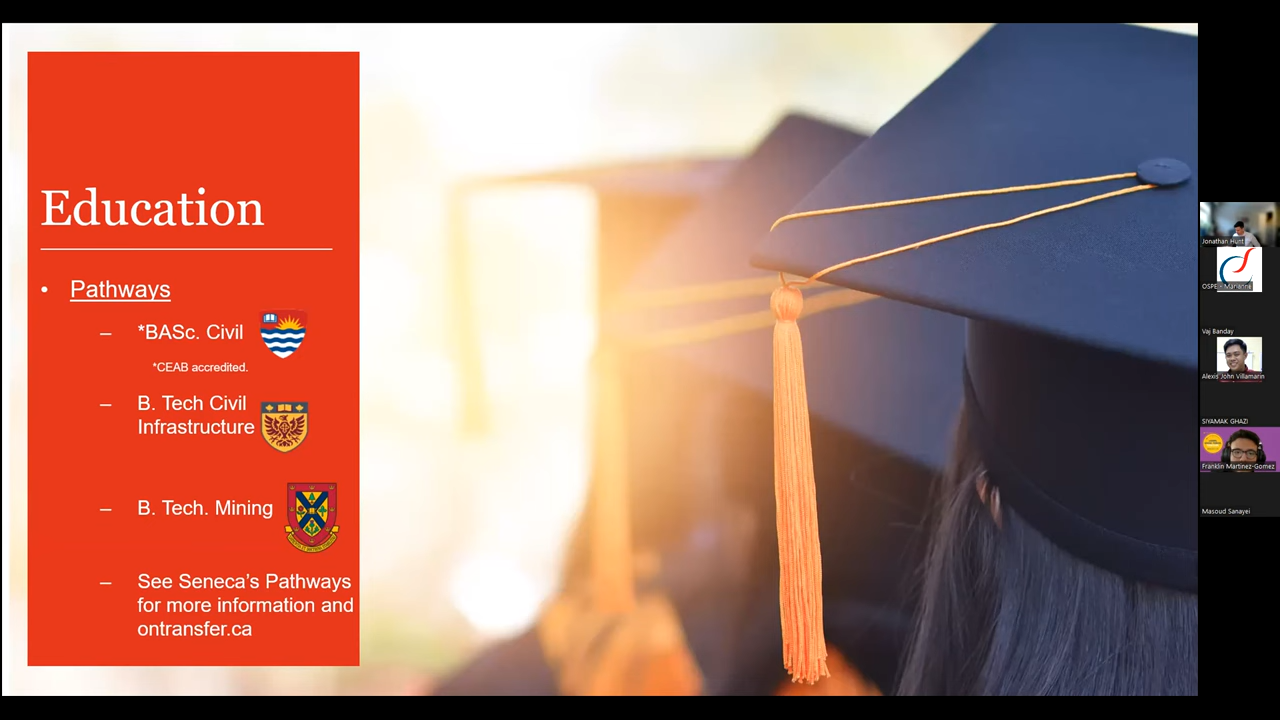 Education
• Pathways
– *BASc. Civil
*CEAB accredited.
– B. Tech Civil
Infrastructure
– B. Tech. Mining
– See Seneca's Pathways
for more information and
ontransfer.ca
Jonathan Hunt
OSPE - Marianne
Vaj Banday
Alexis John Villamarin
SIYAMAK GHAZI
Franklin Martinez-Gomez
Masoud Sanayei